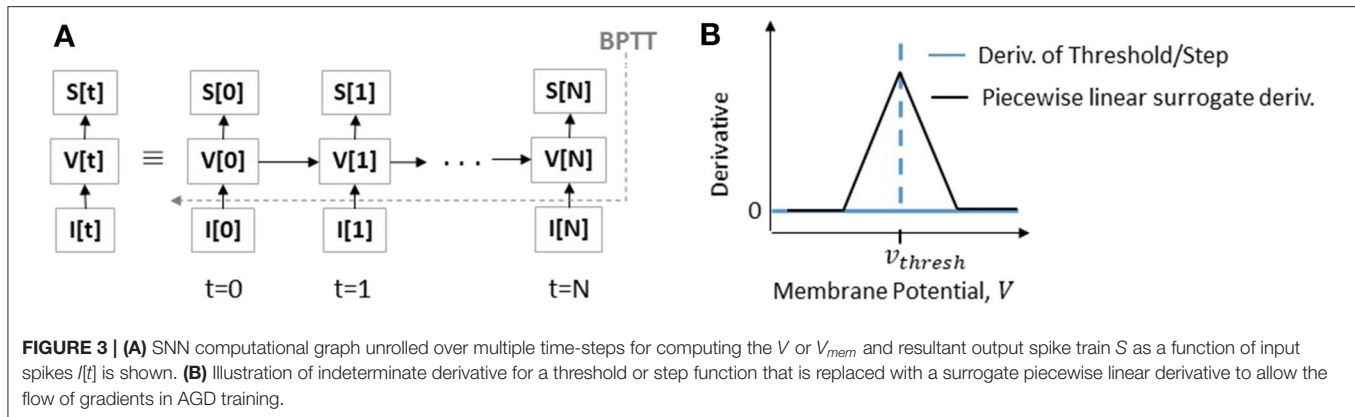 A
BPTT
S[t] S[0] S[1] S[N]
V[t] ≡ V[0] V[1] . . . V[N]
I[t] I[0] I[1] I[N]
t=0 t=1 t=N
B
Deriv. of Threshold/Step
Piecewise linear surrogate deriv.
Derivative
0
v_thresh
Membrane Potential, V
FIGURE 3 | (A) SNN computational graph unrolled over multiple time-steps for computing the V or Vmem and resultant output spike train S as a function of input
spikes I[t] is shown. (B) Illustration of indeterminate derivative for a threshold or step function that is replaced with a surrogate piecewise linear derivative to allow the
flow of gradients in AGD training.